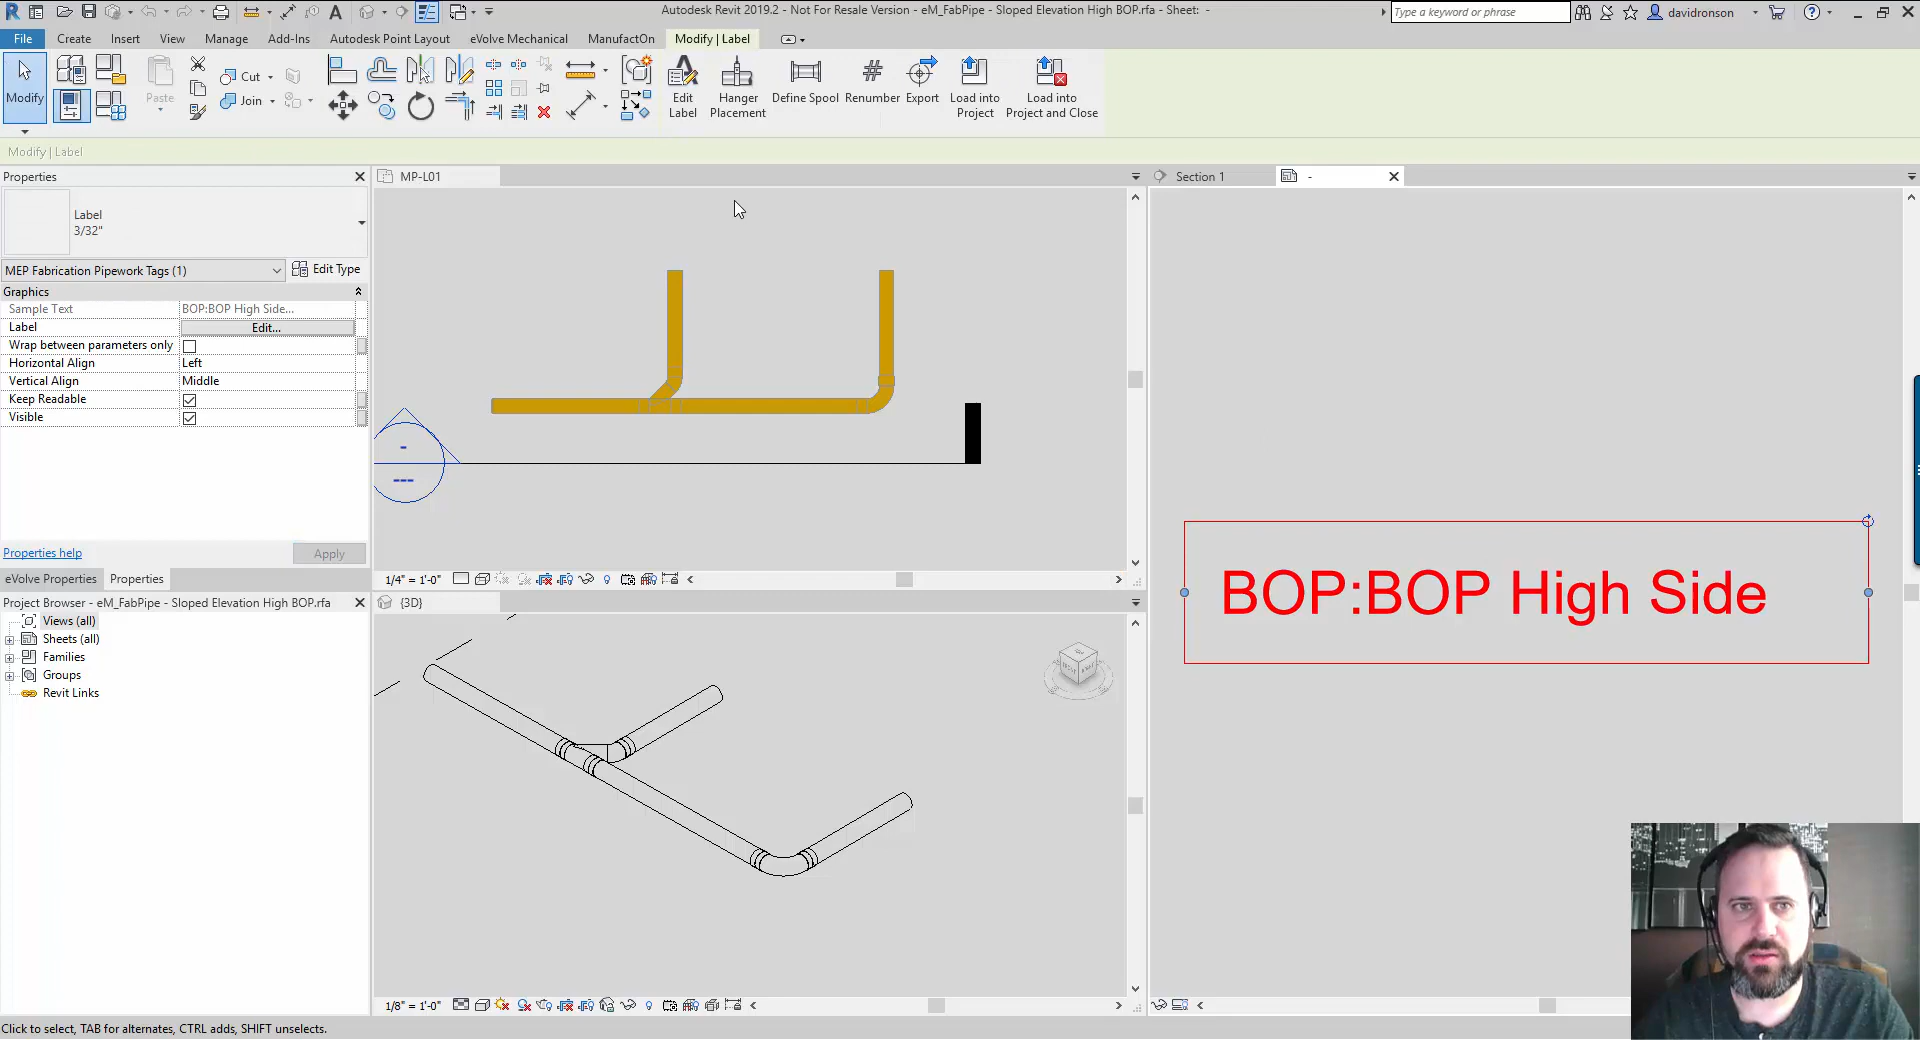 Autodesk Revit 2019.2 - Not For Resale Version - eM_FabPipe - Sloped Elevation High BOP.rfa - Sheet: -
Type a keyword or phrase
davidronson
File
Create
Insert
View
Manage
Add-Ins
Autodesk Point Layout
eVolve Mechanical
ManufactOn
Modify | Label
Modify
Paste
Cut
Join
Edit
Label
Hanger
Placement
Define Spool
Renumber
Export
Load into
Project
Load into
Project and Close
Modify | Label
Properties
Label
3/32"
MEP Fabrication Pipework Tags (1)
Edit Type
Graphics
Sample Text
BOP:BOP High Side...
Label
Edit...
Wrap between parameters only
Horizontal Align
Left
Vertical Align
Middle
Keep Readable
Visible
Properties help
Apply
eVolve Properties
Properties
Project Browser - eM_FabPipe - Sloped Elevation High BOP.rfa
Views (all)
Sheets (all)
Families
Groups
Revit Links
MP-L01
-
---
1/4" = 1'-0"
{3D}
1/8" = 1'-0"
Section 1
-
BOP:BOP High Side
Click to select, TAB for alternates, CTRL adds, SHIFT unselects.